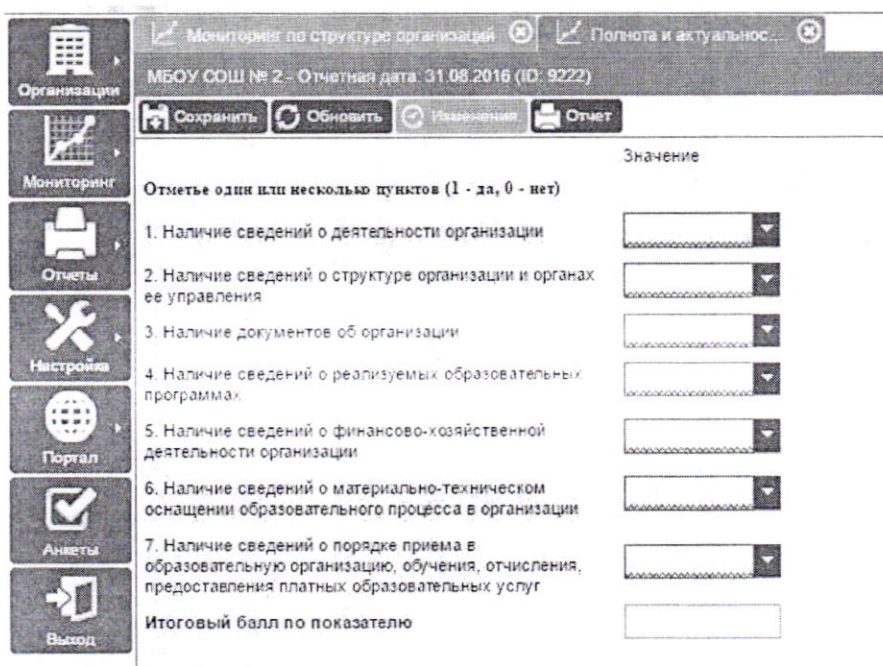 Мониторинг по структуре организаций
Полнота и актуальнос...
МБОУ СОШ № 2 - Отчетная дата: 31.08.2016 (ID: 9222)
Сохранить Обновить Изменения Отчет
Организации
Мониторинг
Отчеты
Настройка
Портал
Анкеты
Выход
Значение
Отметье один или несколько пунктов (1 - да, 0 - нет)
1. Наличие сведений о деятельности организации
2. Наличие сведений о структуре организации и органах
ее управления
3. Наличие документов об организации
4. Наличие сведений о реализуемых образовательных
программах
5. Наличие сведений о финансово-хозяйственной
деятельности организации
6. Наличие сведений о материально-техническом
оснащении образовательного процесса в организации
7. Наличие сведений о порядке приема в
образовательную организацию, обучения, отчисления,
предоставления платных образовательных услуг
Итоговый балл по показателю